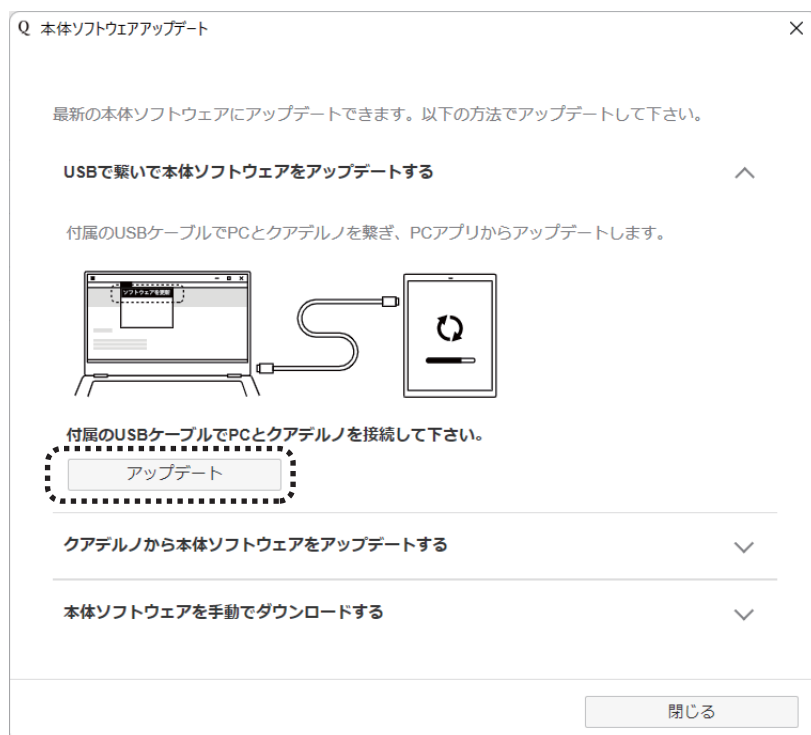 Q 本体ソフトウェアアップデート
最新の本体ソフトウェアにアップデートできます。以下の方法でアップデートして下さい。
USBで繋いで本体ソフトウェアをアップデートする
付属のUSBケーブルでPCとクアデルノを繋ぎ、PCアプリからアップデートします。
ソフトウェアを更新
付属のUSBケーブルでPCとクアデルノを接続して下さい。
アップデート
クアデルノから本体ソフトウェアをアップデートする
本体ソフトウェアを手動でダウンロードする
閉じる